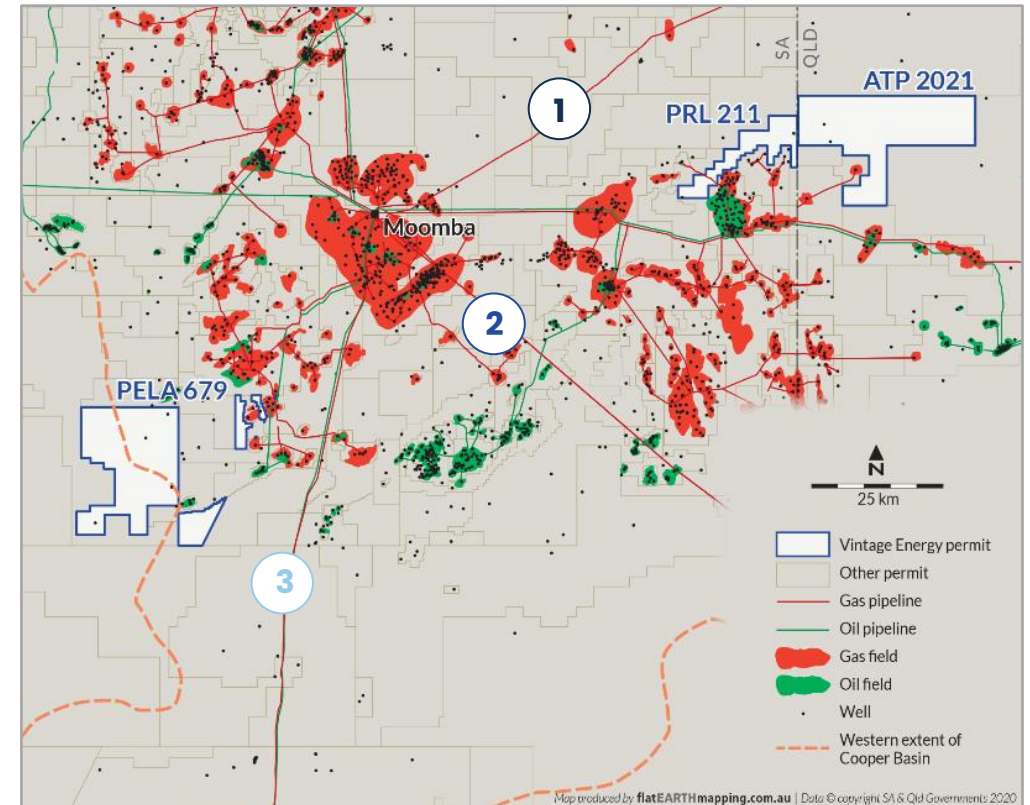 SA
QLD
ATP 2021
PRL 211
1
Moomba
2
PELA 679
N
25 km
3
Vintage Energy permit
Other permit
Gas pipeline
Oil pipeline
Gas field
Oil field
Well
Western extent of
Cooper Basin
Map produced by flatEARTHmapping.com.au | Data © copyright SA & Qld Governments 2020